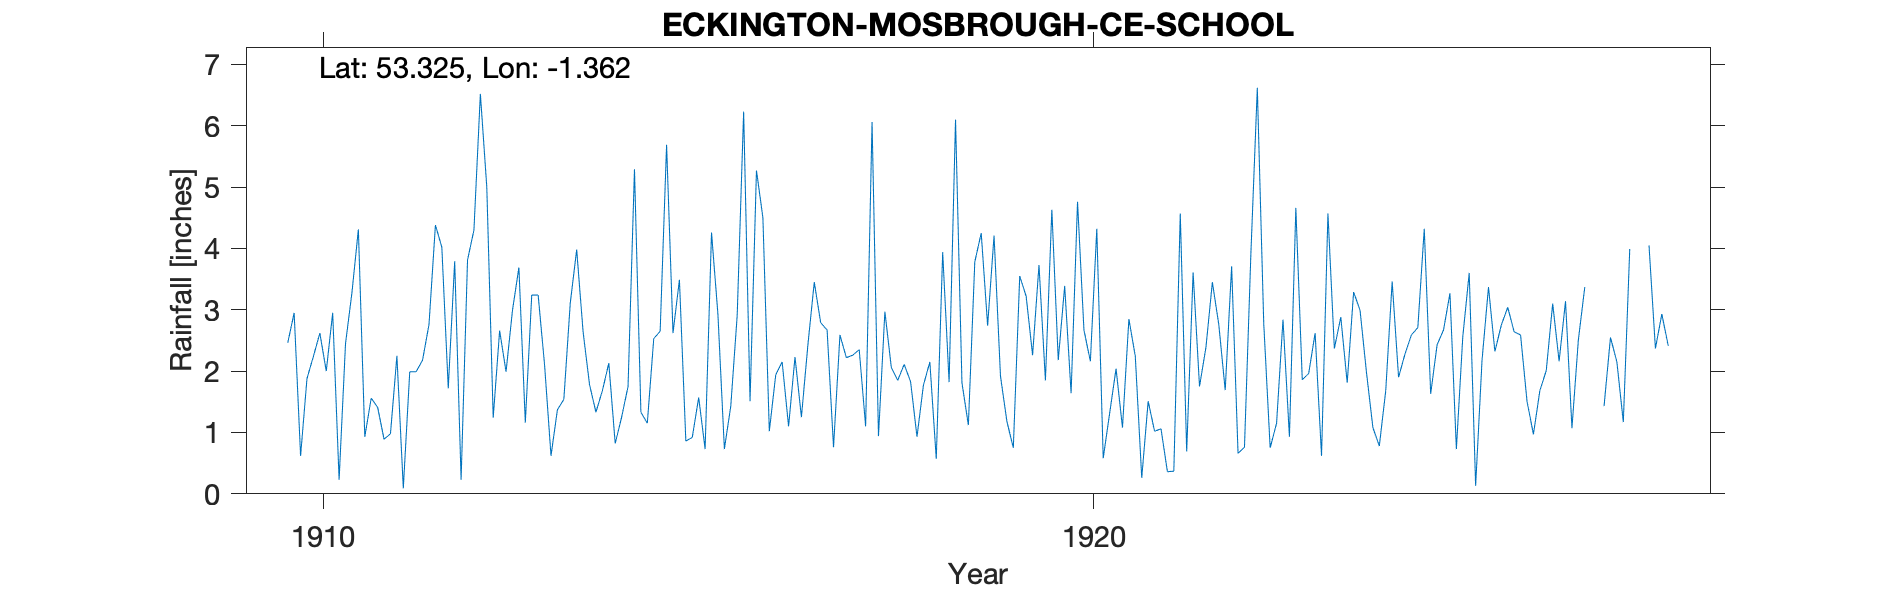 ECKINGTON-MOSBROUGH-CE-SCHOOL
Lat: 53.325, Lon: -1.362
7
6
5
4
3
2
1
0
Rainfall [inches]
1910 1920
Year